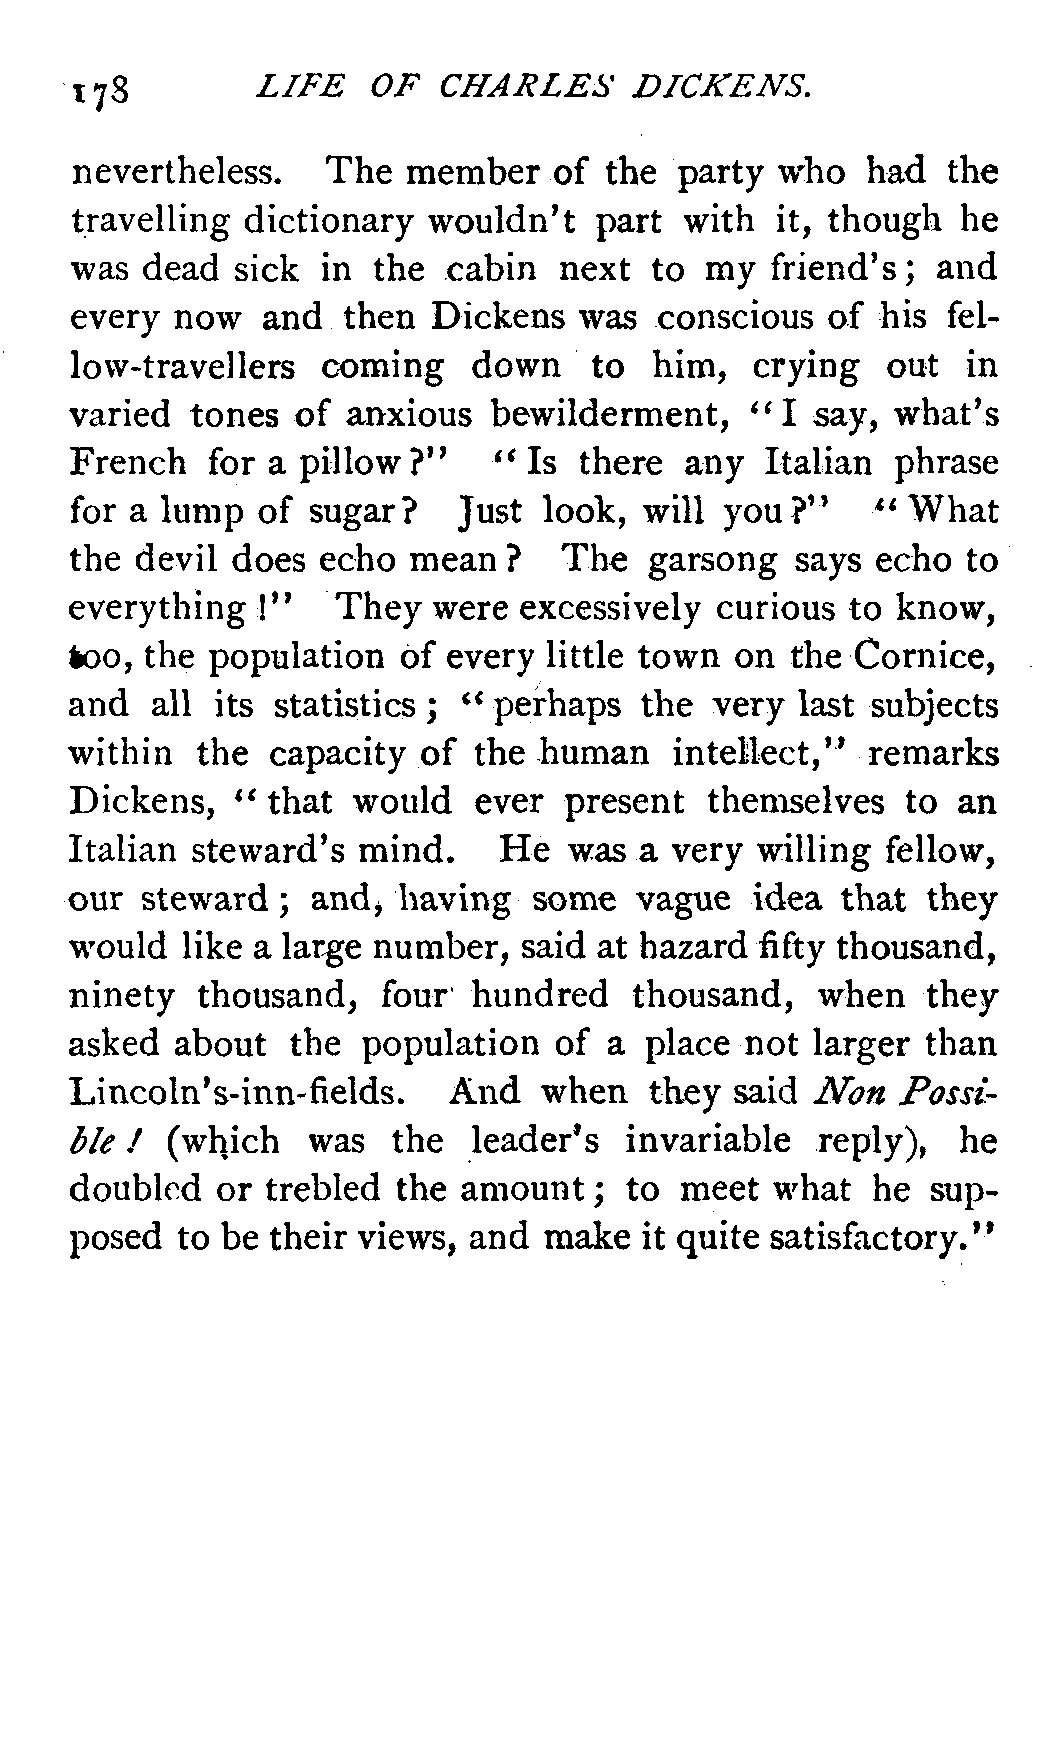 178 LIFE OF CHARLES DICKENS.
nevertheless. The member of the party who had the
travelling dictionary wouldn't part with it, though he
was dead sick in the cabin next to my friend's; and
every now and then Dickens was conscious of his fel-
low-travellers coming down to him, crying out in
varied tones of anxious bewilderment, "I say, what's
French for a pillow?" "Is there any Italian phrase
for a lump of sugar? Just look, will you?" "What
the devil does echo mean? The garsong says echo to
everything!" They were excessively curious to know,
too, the population of every little town on the Cornice,
and all its statistics; "perhaps the very last subjects
within the capacity of the human intellect," remarks
Dickens, "that would ever present themselves to an
Italian steward's mind. He was a very willing fellow,
our steward; and, having some vague idea that they
would like a large number, said at hazard fifty thousand,
ninety thousand, four hundred thousand, when they
asked about the population of a place not larger than
Lincoln's-inn-fields. And when they said Non Possi-
ble! (which was the leader's invariable reply), he
doubled or trebled the amount; to meet what he sup-
posed to be their views, and make it quite satisfactory."